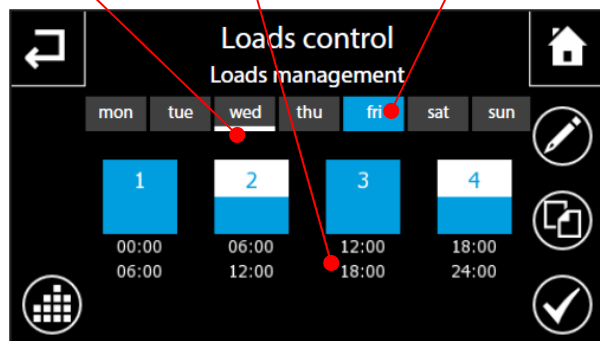 Loads control
Loads management
mon tue wed thu fri sat sun
1 2 3 4
00:00 06:00 12:00 18:00
06:00 12:00 18:00 24:00